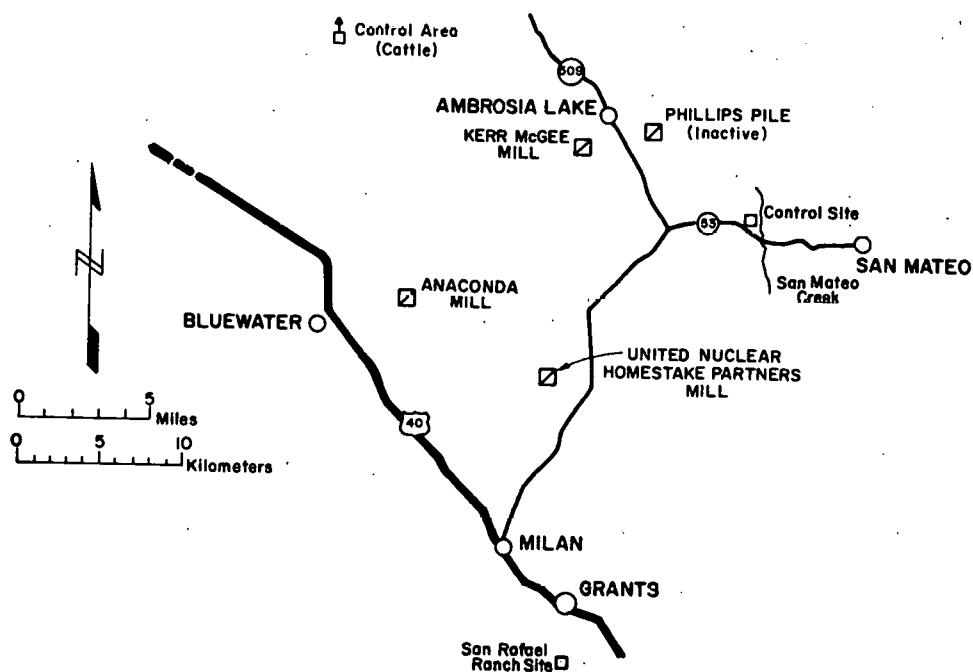 Control Area
(Cattle)
509
AMBROSIA LAKE
PHILLIPS PILE
(Inactive)
KERR McGEE
MILL
53
Control Site
SAN MATEO
San Mateo
Creek
ANACONDA
MILL
BLUEWATER
N
UNITED NUCLEAR
HOMESTAKE PARTNERS
MILL
0 5
Miles
0 5 10
Kilometers
40
MILAN
GRANTS
San Rafael
Ranch Site